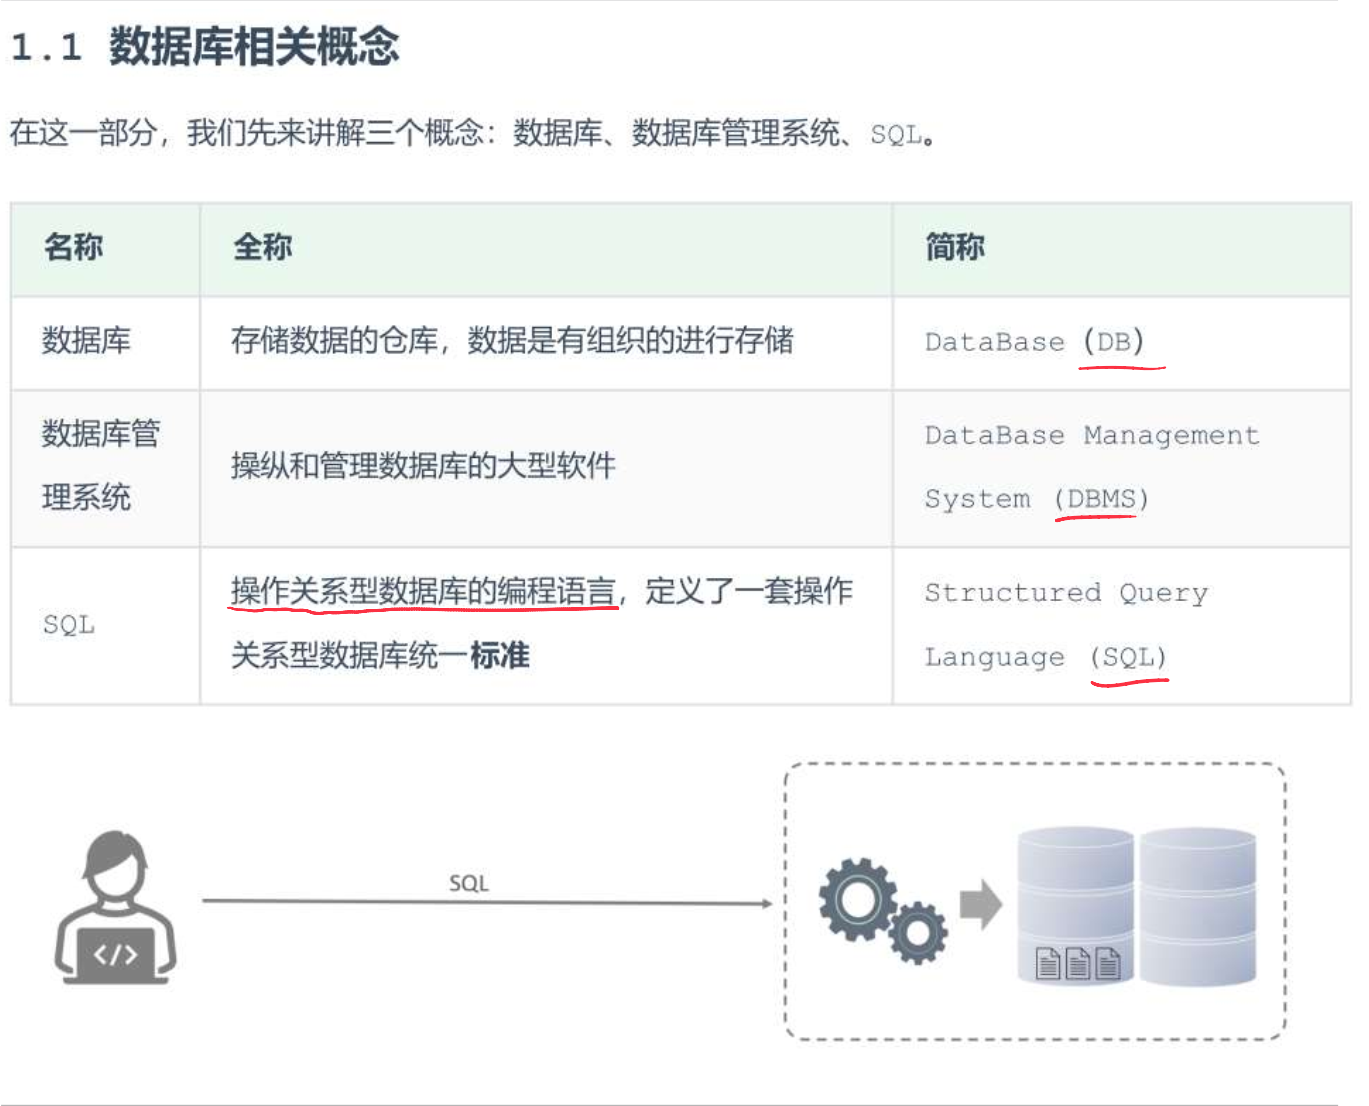 1.1 数据库相关概念
在这一部分，我们先来讲解三个概念：数据库、数据库管理系统、SQL。
名称 全称 简称
数据库 存储数据的仓库，数据是有组织的进行存储 DataBase (DB)
数据库管
理系统
操纵和管理数据库的大型软件
DataBase Management
System (DBMS)
SQL
操作关系型数据库的编程语言，定义了一套操作
关系型数据库统一标准
Structured Query
Language (SQL)
SQL
</>